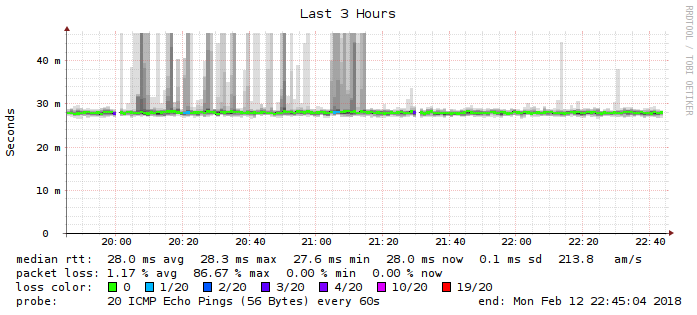 Last 3 Hours
RRDTOOL / TOBI OETIKER
Seconds
40 m
30 m
20 m
10 m
0
20:00 20:20 20:40 21:00 21:20 21:40 22:00 22:20 22:40
median rtt: 28.0 ms avg 28.3 ms max 27.6 ms min 28.0 ms now 0.1 ms sd 213.8 am/s
packet loss: 1.17 % avg 86.67 % max 0.00 % min 0.00 % now
loss color: 0 1/20 2/20 3/20 4/20 10/20 19/20
probe: 20 ICMP Echo Pings (56 Bytes) every 60s end: Mon Feb 12 22:45:04 2018